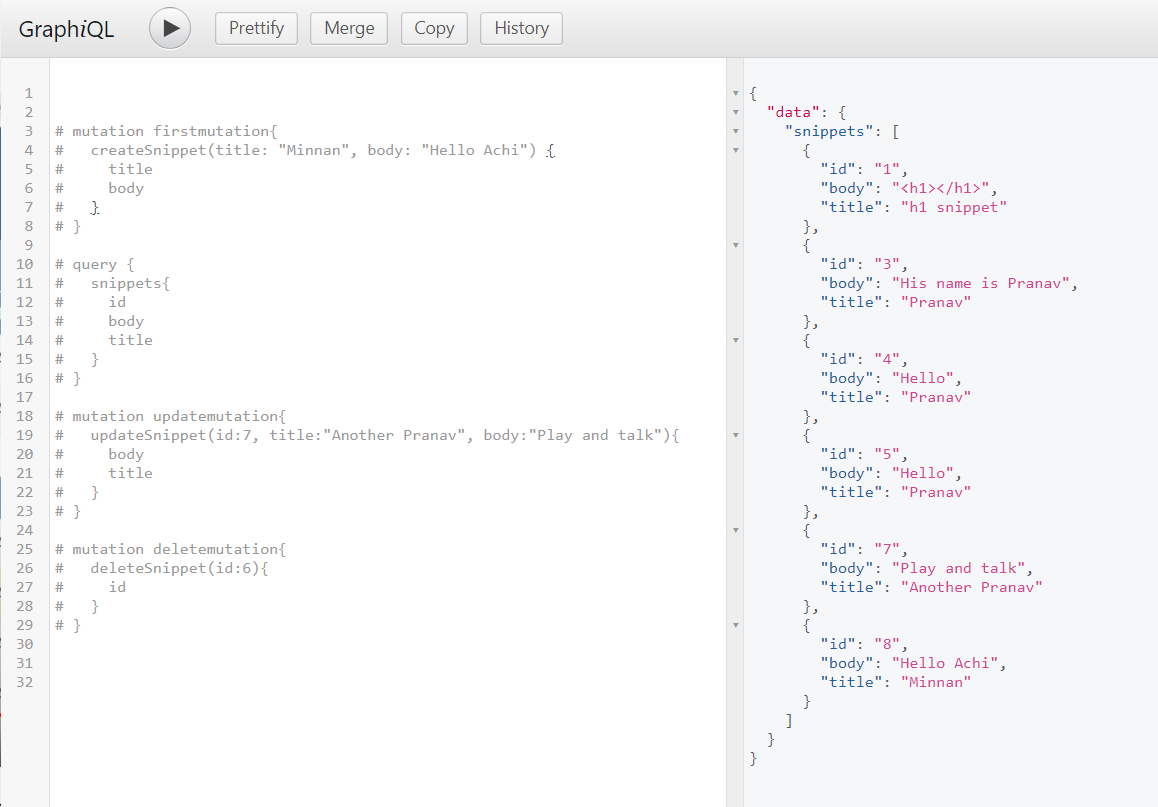 GraphiQL Prettify Merge Copy History
1
2
3 # mutation firstmutation{
4 #   createSnippet(title: "Minnan", body: "Hello Achi") {
5 #     title
6 #     body
7 #   }
8 # }
9
10 # query {
11 #   snippets{
12 #     id
13 #     body
14 #     title
15 #   }
16 # }
17
18 # mutation updatemutation{
19 #   updateSnippet(id:7, title:"Another Pranav", body:"Play and talk"){
20 #     body
21 #     title
22 #   }
23 # }
24
25 # mutation deletemutation{
26 #   deleteSnippet(id:6){
27 #     id
28 #   }
29 # }
30
31
32
{
  "data": {
    "snippets": [
      {
        "id": "1",
        "body": "<h1></h1>",
        "title": "h1 snippet"
      },
      {
        "id": "3",
        "body": "His name is Pranav",
        "title": "Pranav"
      },
      {
        "id": "4",
        "body": "Hello",
        "title": "Pranav"
      },
      {
        "id": "5",
        "body": "Hello",
        "title": "Pranav"
      },
      {
        "id": "7",
        "body": "Play and talk",
        "title": "Another Pranav"
      },
      {
        "id": "8",
        "body": "Hello Achi",
        "title": "Minnan"
      }
    ]
  }
}